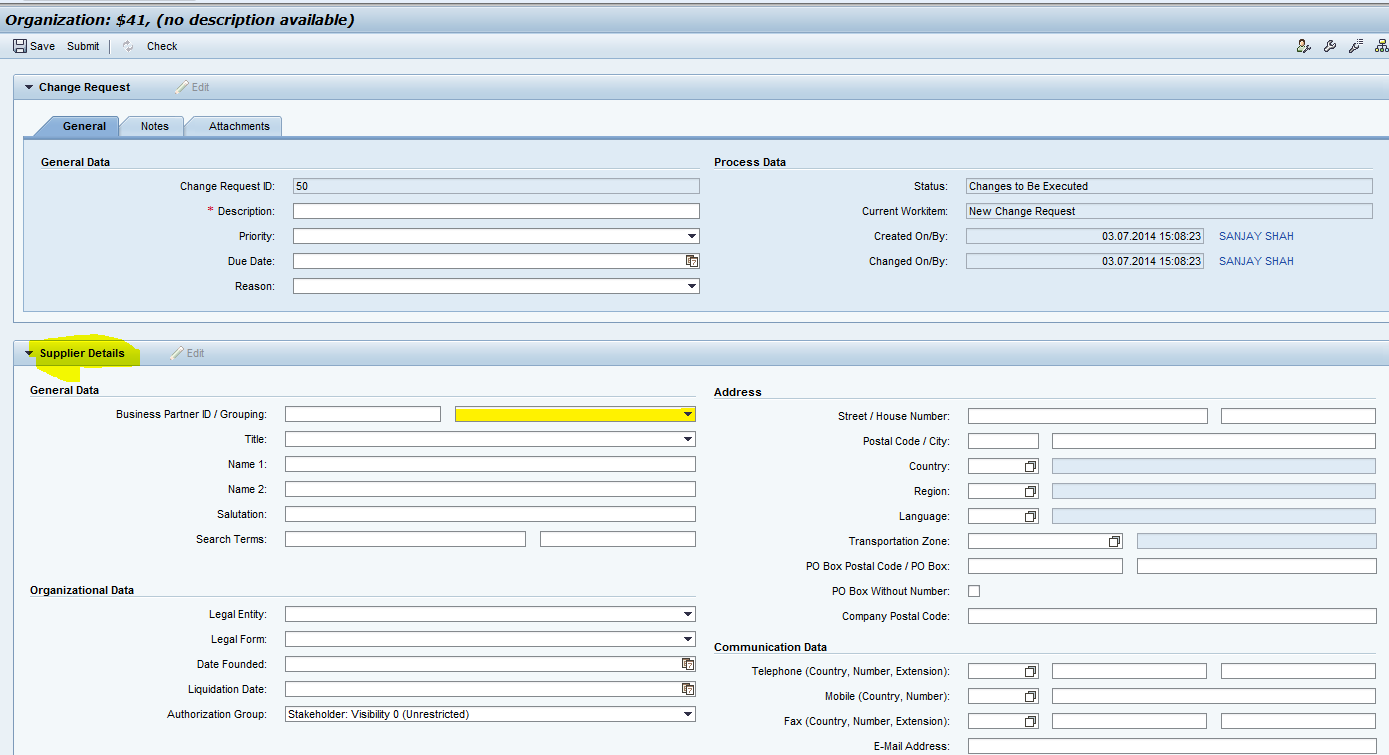 Organization: $41, (no description available)
Save Submit Check
Change Request Edit
General Notes Attachments
General Data
Change Request ID: 50
* Description:
Priority:
Due Date:
Reason:
Process Data
Status: Changes to Be Executed
Current Workitem: New Change Request
Created On/By: 03.07.2014 15:08:23 SANJAY SHAH
Changed On/By: 03.07.2014 15:08:23 SANJAY SHAH
Supplier Details Edit
General Data
Business Partner ID / Grouping:
Title:
Name 1:
Name 2:
Salutation:
Search Terms:
Organizational Data
Legal Entity:
Legal Form:
Date Founded:
Liquidation Date:
Authorization Group: Stakeholder: Visibility 0 (Unrestricted)
Address
Street / House Number:
Postal Code / City:
Country:
Region:
Language:
Transportation Zone:
PO Box Postal Code / PO Box:
PO Box Without Number:
Company Postal Code:
Communication Data
Telephone (Country, Number, Extension):
Mobile (Country, Number):
Fax (Country, Number, Extension):
E-Mail Address: